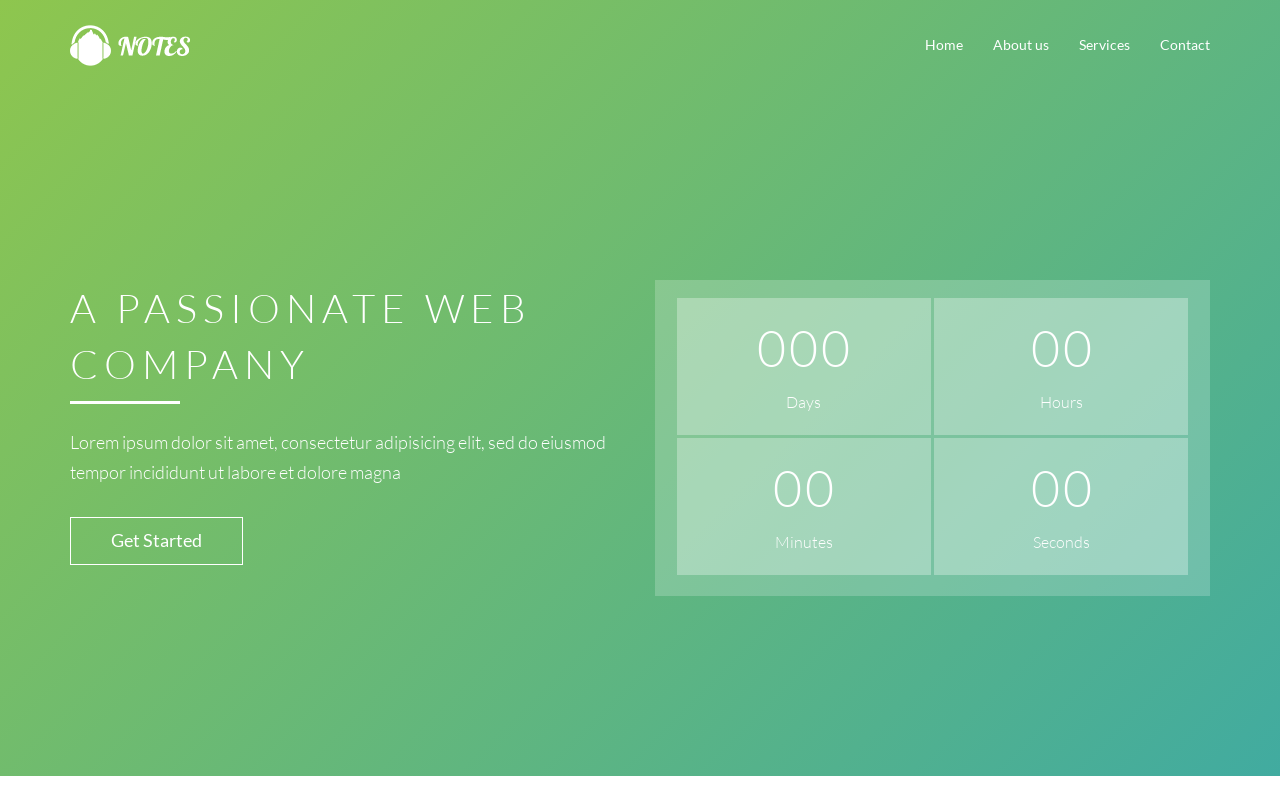 NOTES
Home
About us
Services
Contact
A PASSIONATE WEB
COMPANY
Lorem ipsum dolor sit amet, consectetur adipisicing elit, sed do eiusmod
tempor incididunt ut labore et dolore magna
Get Started
000
Days
00
Hours
00
Minutes
00
Seconds